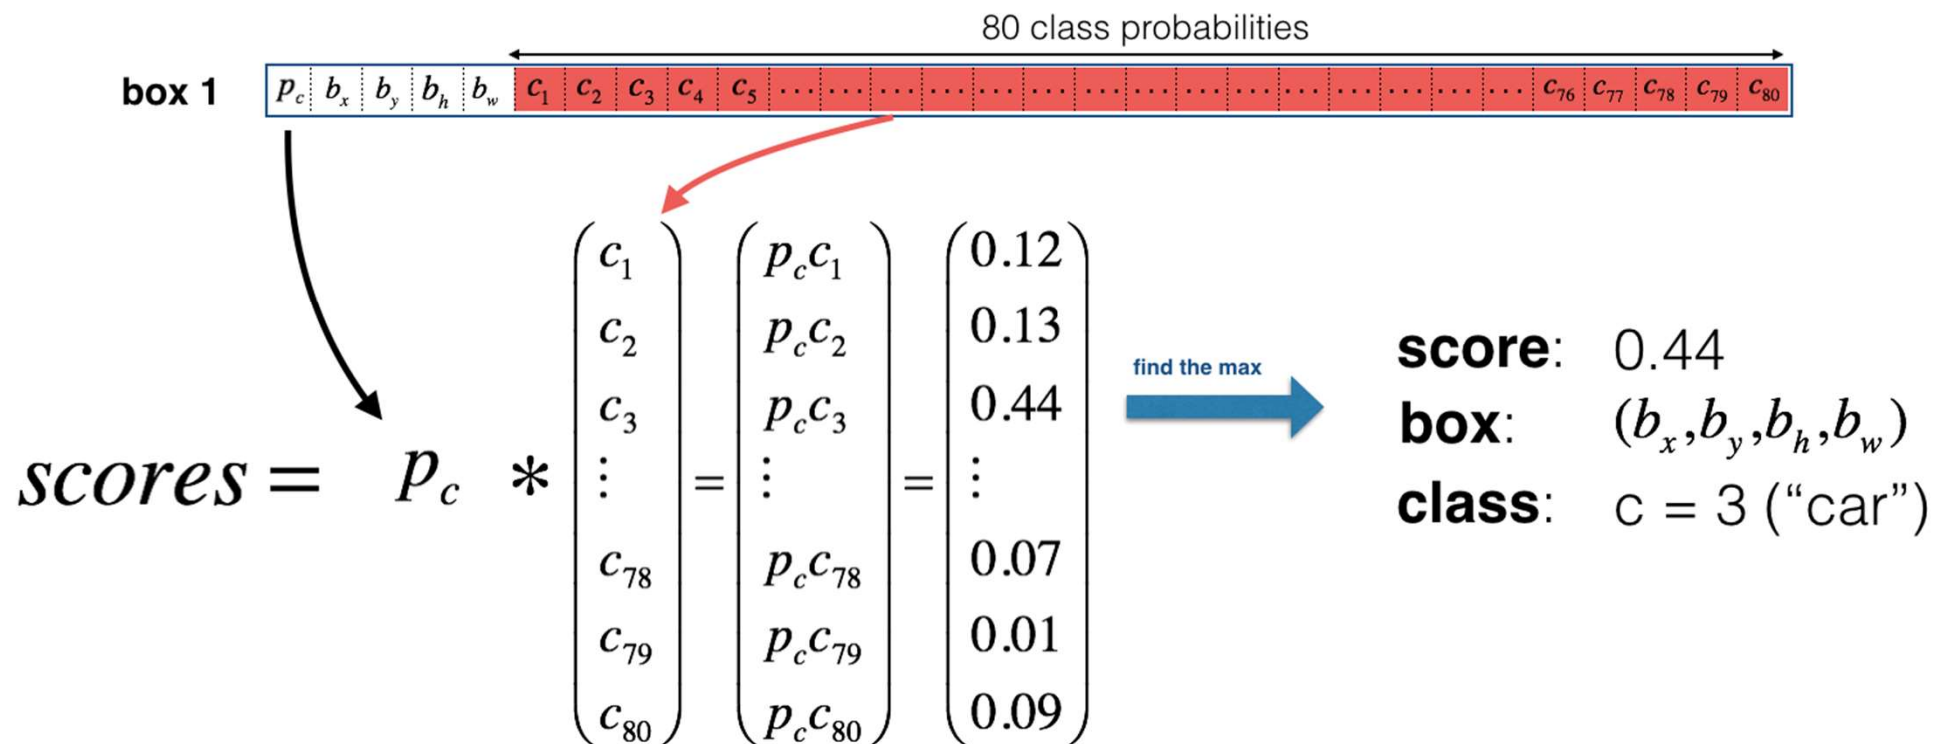 80 class probabilities
box 1 p_c b_x b_y b_h b_w c_1 c_2 c_3 c_4 c_5 ... ... ... ... ... ... ... ... ... ... ... ... ... ... ... c_76 c_77 c_78 c_79 c_80
scores = p_c * (c_1 c_2 c_3 ⋮ c_78 c_79 c_80) = (p_c c_1 p_c c_2 p_c c_3 ⋮ p_c c_78 p_c c_79 p_c c_80) = (0.12 0.13 0.44 ⋮ 0.07 0.01 0.09)
find the max
score: 0.44
box: (b_x,b_y,b_h,b_w)
class: c = 3 (“car”)